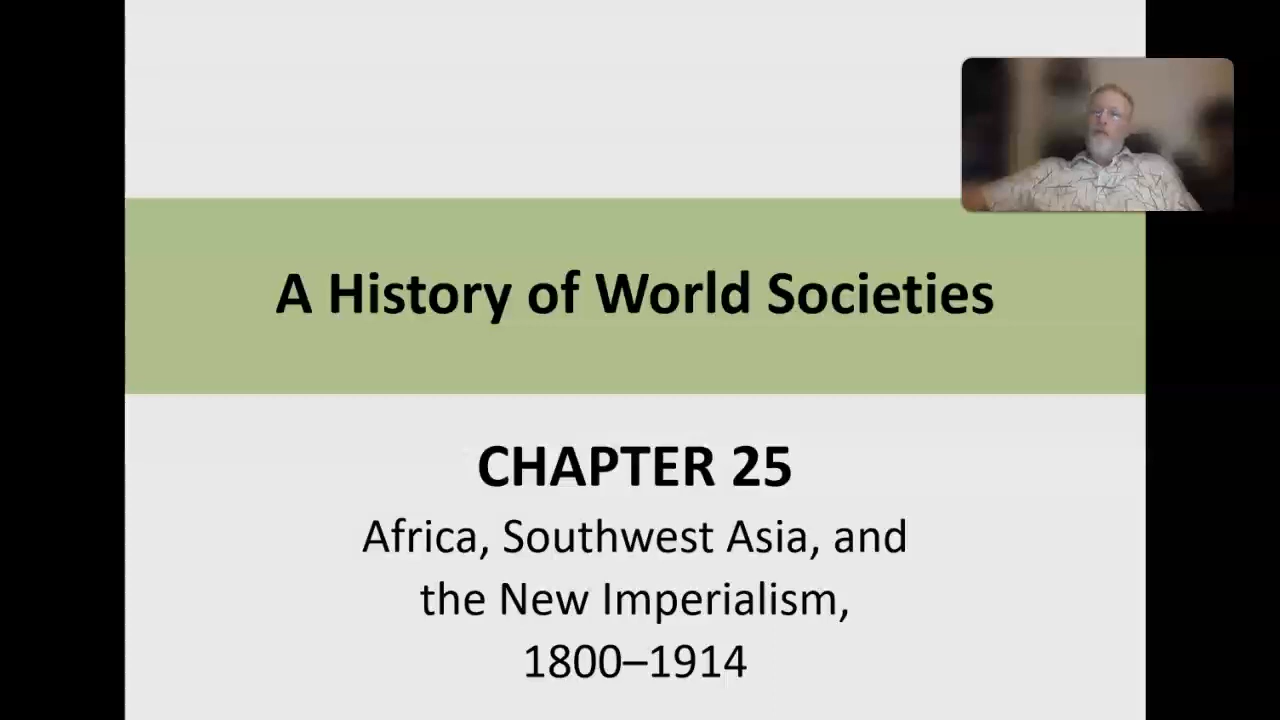 A History of World Societies
CHAPTER 25
Africa, Southwest Asia, and
the New Imperialism,
1800–1914